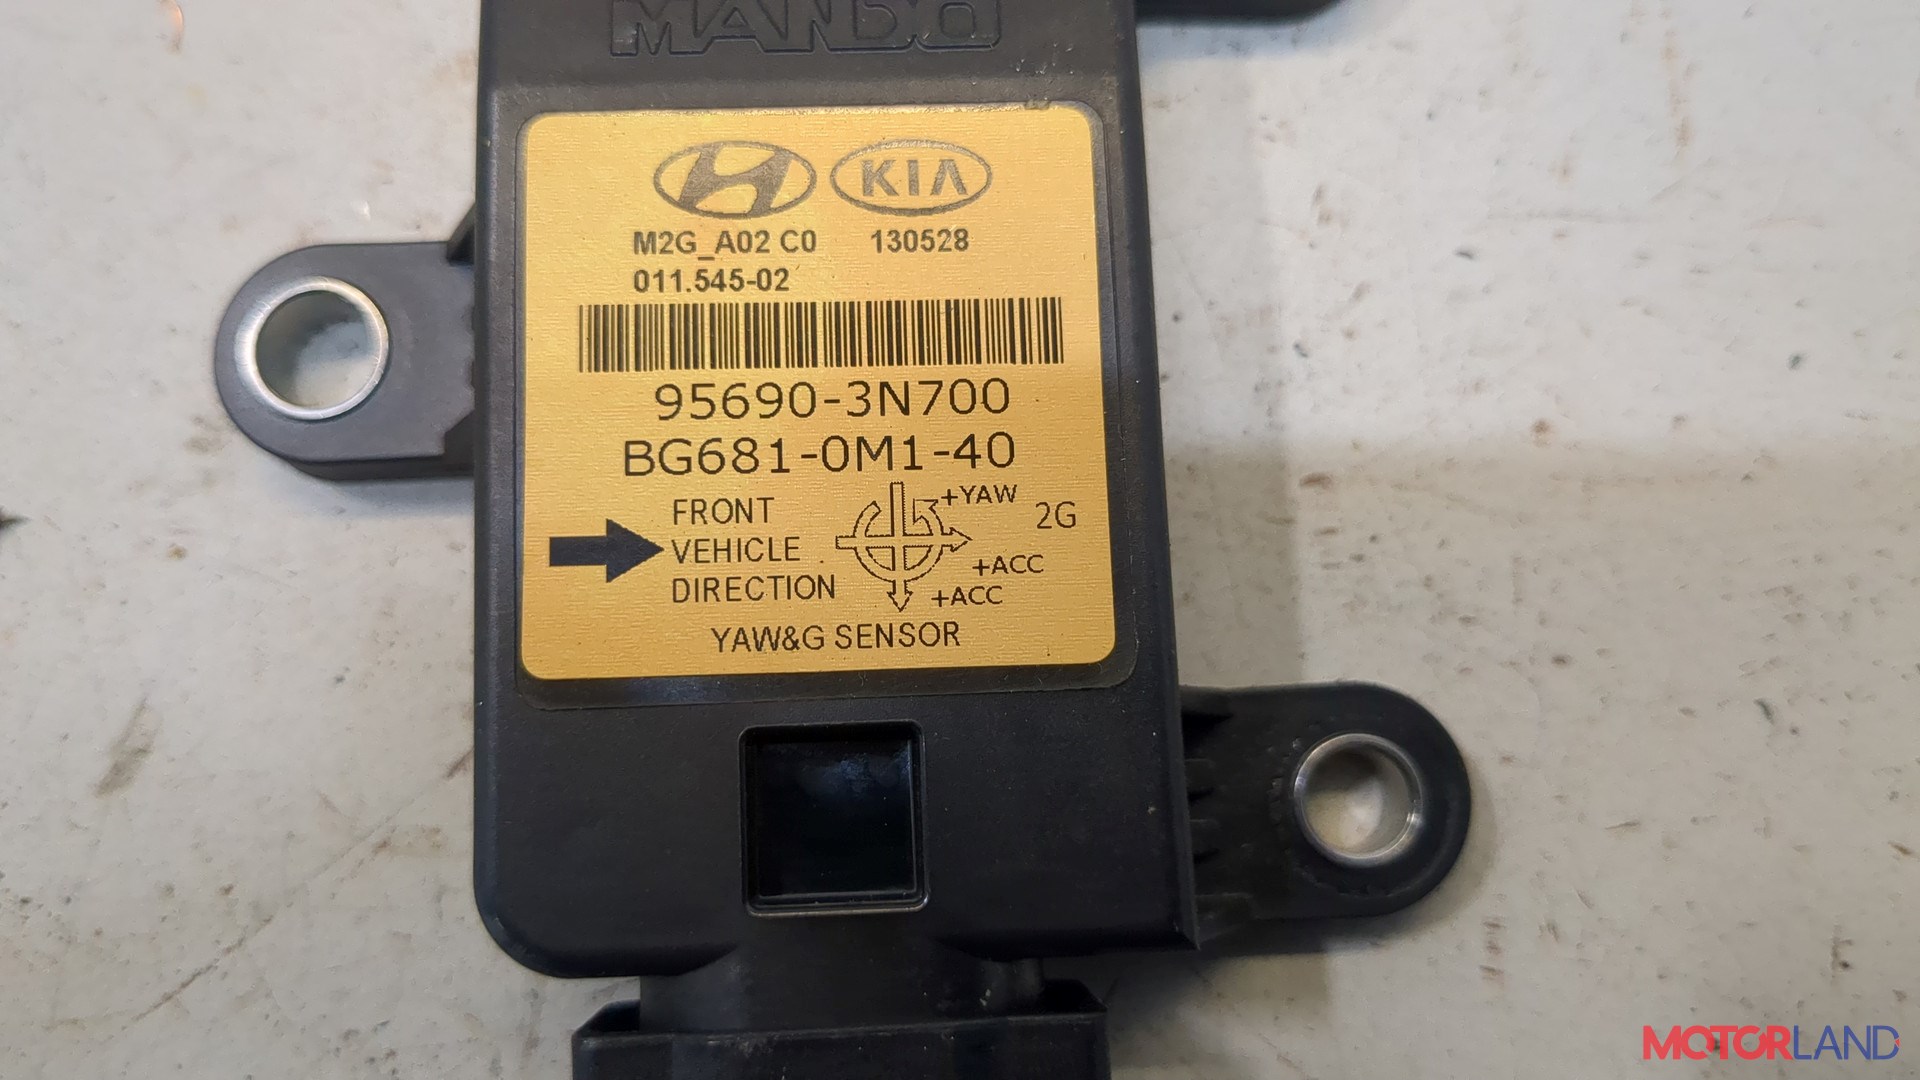 MANDO
KIA
M2G_A02 C0 130528
011.545-02
95690-3N700
BG681-0M1-40
FRONT
VEHICLE
DIRECTION
+YAW
2G
+ACC
+ACC
YAW&G SENSOR
MOTORLAND